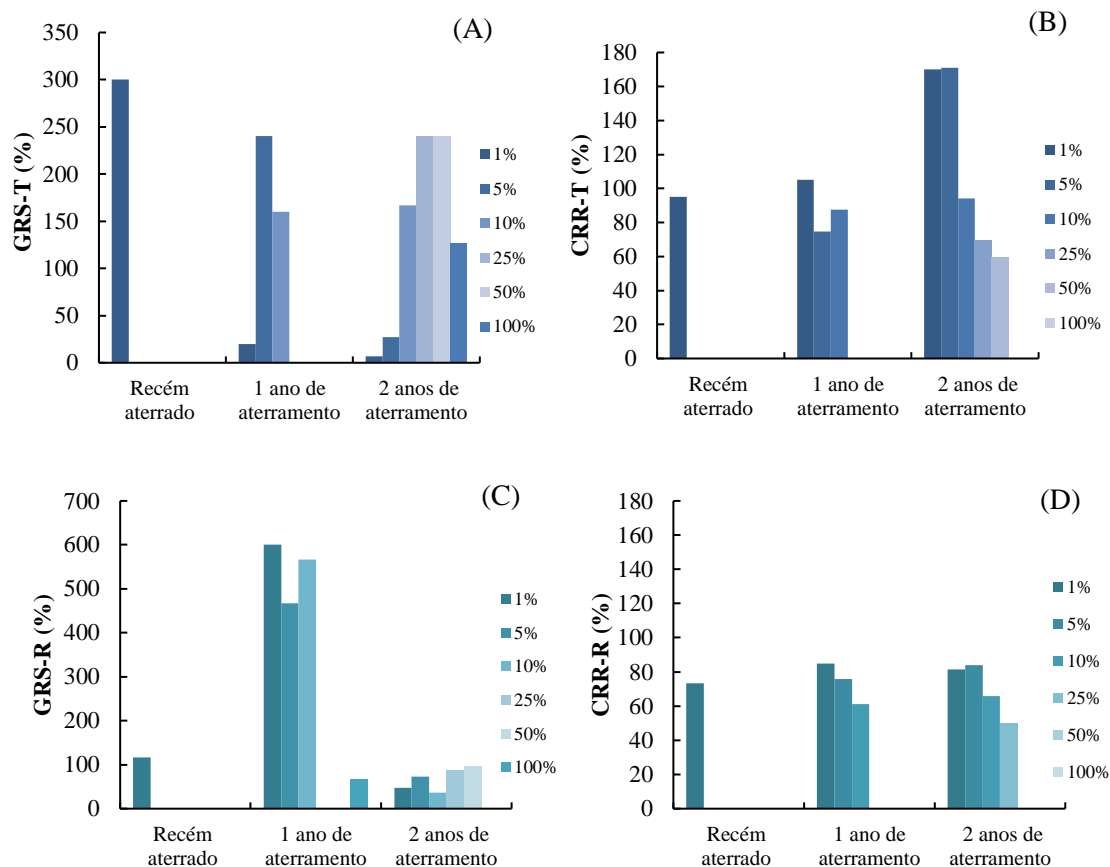 (A)
350
300
250
200
150
100
50
0
GRS-T (%)
Recém
aterrado
1 ano de
aterramento
2 anos de
aterramento
1%
5%
10%
25%
50%
100%
(B)
180
160
140
120
100
80
60
40
20
0
CRR-T (%)
Recém
aterrado
1 ano de
aterramento
2 anos de
aterramento
1%
5%
10%
25%
50%
100%
(C)
700
600
500
400
300
200
100
0
GRS-R (%)
Recém
aterrado
1 ano de
aterramento
2 anos de
aterramento
1%
5%
10%
25%
50%
100%
(D)
180
160
140
120
100
80
60
40
20
0
CRR-R (%)
Recém
aterrado
1 ano de
aterramento
2 anos de
aterramento
1%
5%
10%
25%
50%
100%